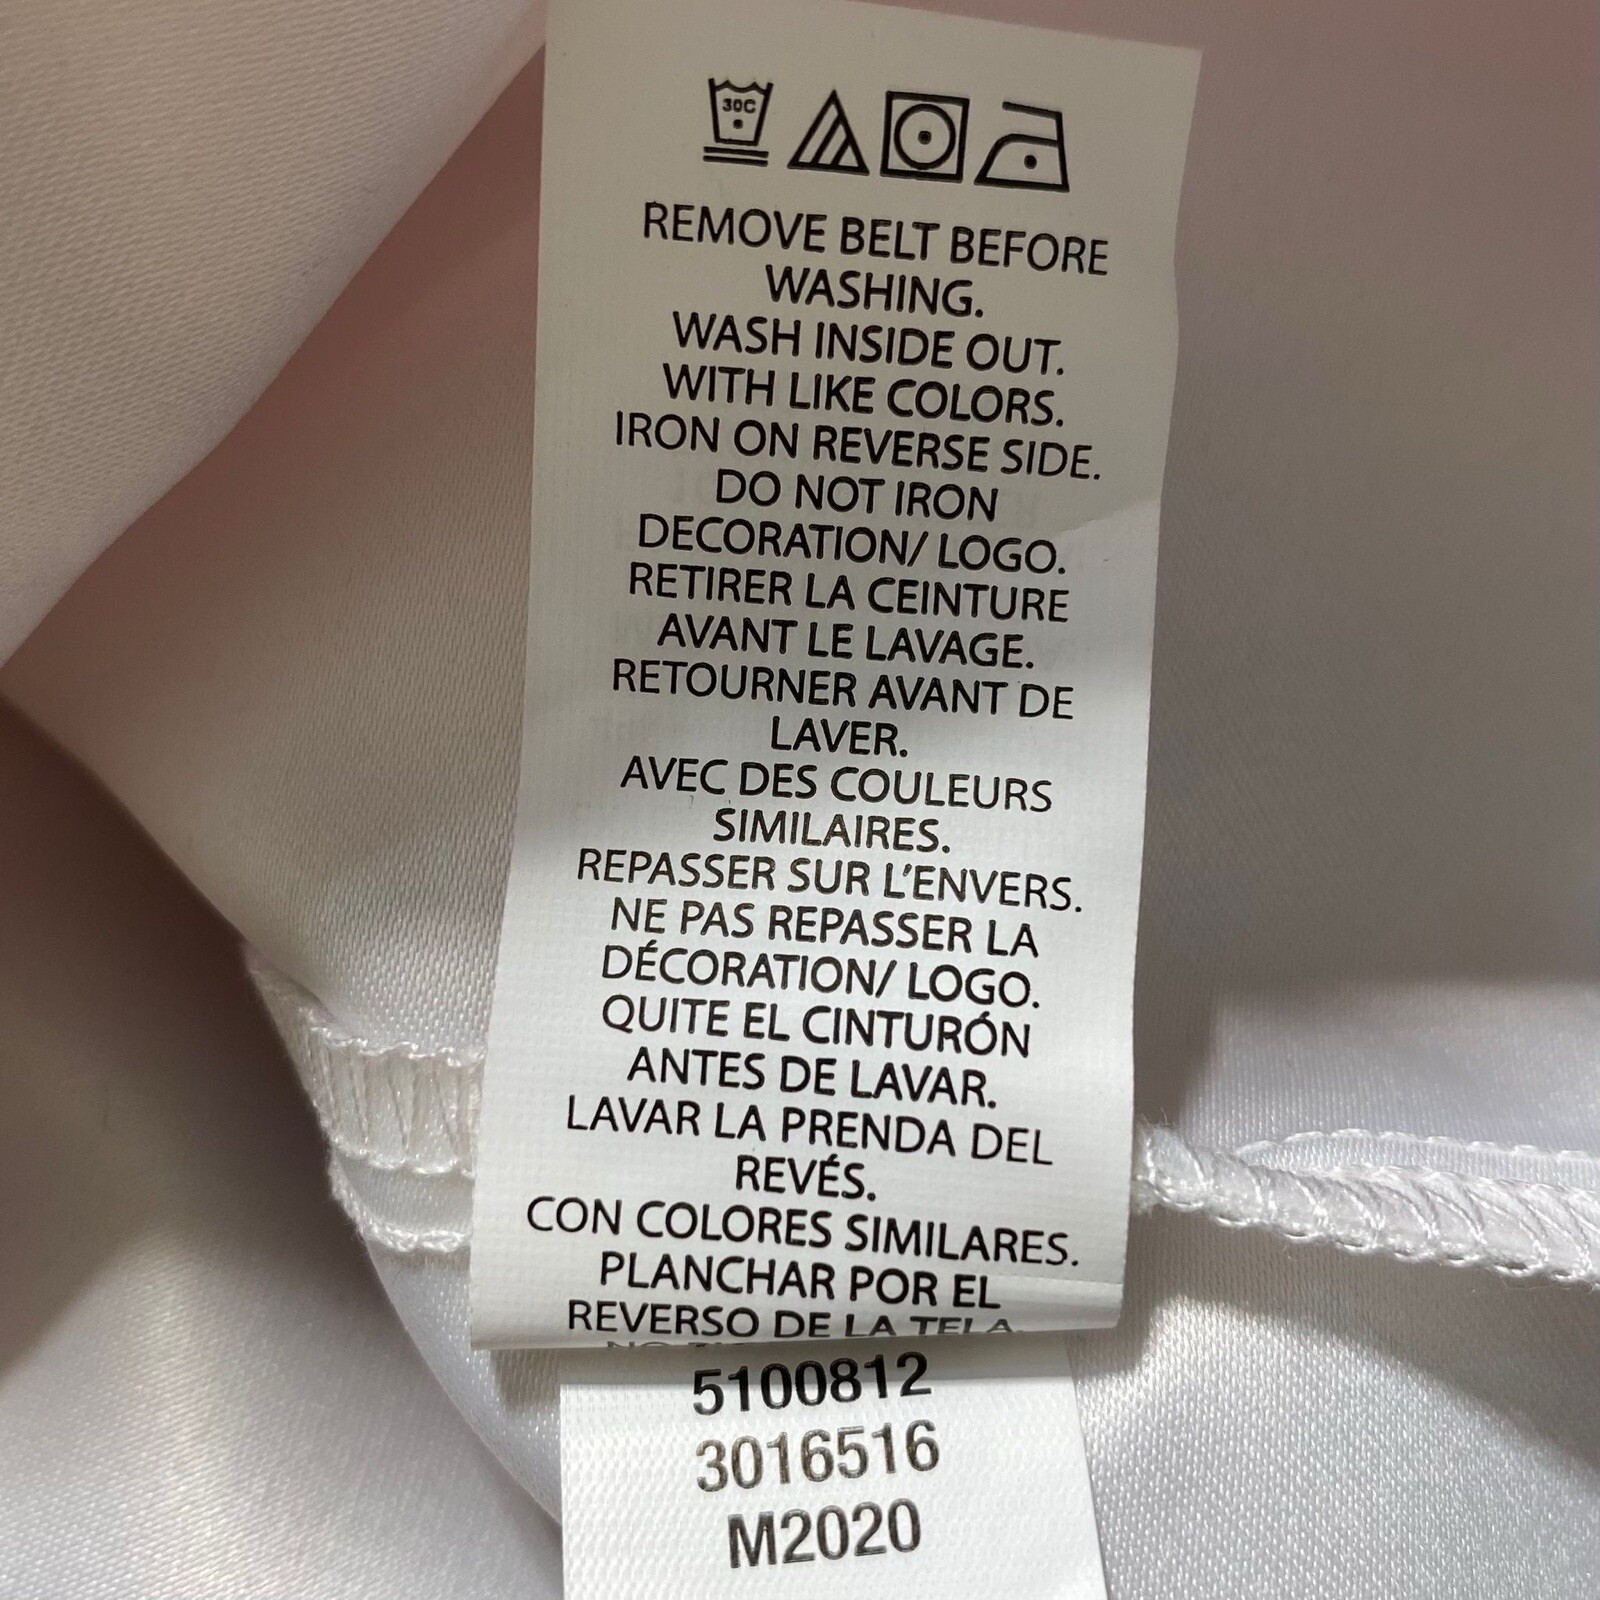 30C
REMOVE BELT BEFORE
WASHING.
WASH INSIDE OUT.
WITH LIKE COLORS.
IRON ON REVERSE SIDE.
DO NOT IRON
DECORATION/ LOGO.
RETIRER LA CEINTURE
AVANT LE LAVAGE.
RETOURNER AVANT DE
LAVER.
AVEC DES COULEURS
SIMILAIRES.
REPASSER SUR L'ENVERS.
NE PAS REPASSER LA
DÉCORATION/ LOGO.
QUITE EL CINTURÓN
ANTES DE LAVAR.
LAVAR LA PRENDA DEL
REVÉS.
CON COLORES SIMILARES.
PLANCHAR POR EL
REVERSO DE LA TELA.
NO
5100812
3016516
M2020